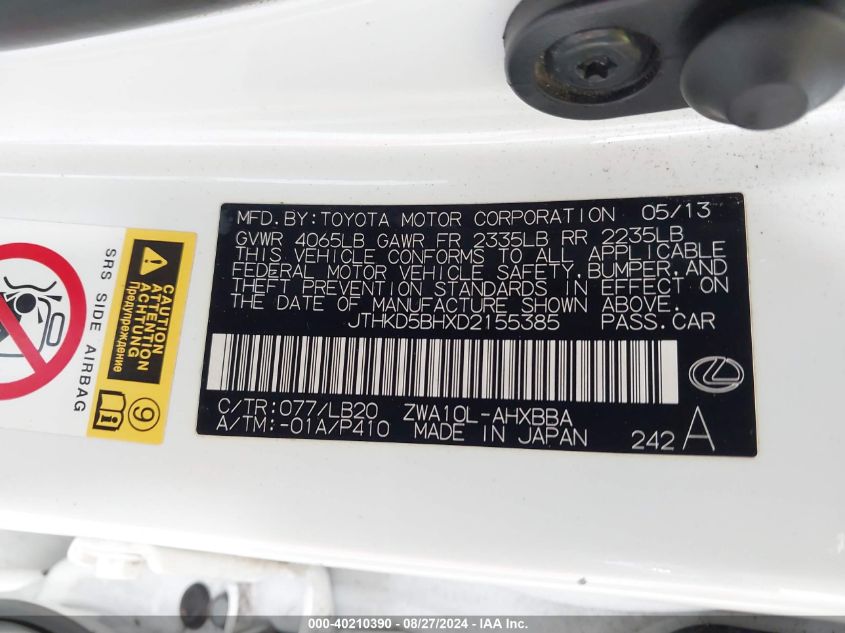 MFD. BY: TOYOTA MOTOR CORPORATION 05/13
GVWR 4065LB GAWR FR 2335LB RR 2235LB
THIS VEHICLE CONFORMS TO ALL APPLICABLE
FEDERAL MOTOR VEHICLE SAFETY, BUMPER, AND
THEFT PREVENTION STANDARDS IN EFFECT ON
THE DATE OF MANUFACTURE SHOWN ABOVE.
JTHKD5BHXD2155385 PASS.CAR
C/TR:077/LB20 ZWA10L-AHXBBA
A/TM:-01A/P410 MADE IN JAPAN 242 A
CAUTION
ATTENTION
ACHTUNG
Предупреждение
SRS SIDE AIRBAG
9
000-40210390 - 08/27/2024 - IAA Inc.